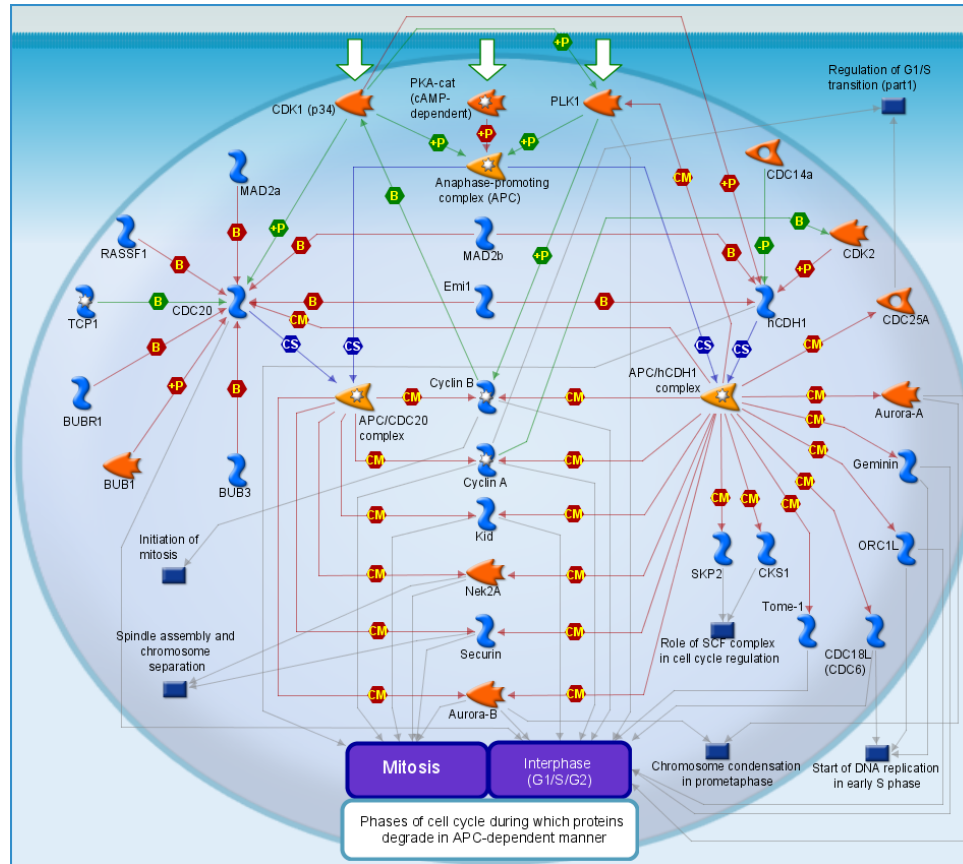 +P
Regulation of G1/S
transition (part1)
PKA-cat
(cAMP-
dependent)
CDK1 (p34)
PLK1
+P
+P
+P
CM
+P
CDC14a
Anaphase-promoting
complex (APC)
MAD2a
B
B
+P
B
MAD2b
B
-P
CDK2
RASSF1
B
+P
+P
B
TCP1
B
CDC20
Emi1
B
B
hCDH1
CDC25A
CM
CS
CS
CS
CS
CM
B
BUBR1
+P
B
APC/hCDH1
complex
Cyclin B
CM
CM
CM
Aurora-A
APC/CDC20
complex
CM
Geminin
BUB1
BUB3
CM
Cyclin A
CM
CM
CM
CM
CM
CM
Kid
CM
ORC1L
Initiation of
mitosis
SKP2
CKS1
CM
Nek2A
CM
Tome-1
Spindle assembly and
chromosome
separation
CM
Securin
CM
Role of SCF complex
in cell cycle regulation
CDC18L
(CDC6)
CM
Aurora-B
CM
Mitosis
Interphase
(G1/S/G2)
Chromosome condensation
in prometaphase
Start of DNA replication
in early S phase
Phases of cell cycle during which proteins
degrade in APC-dependent manner